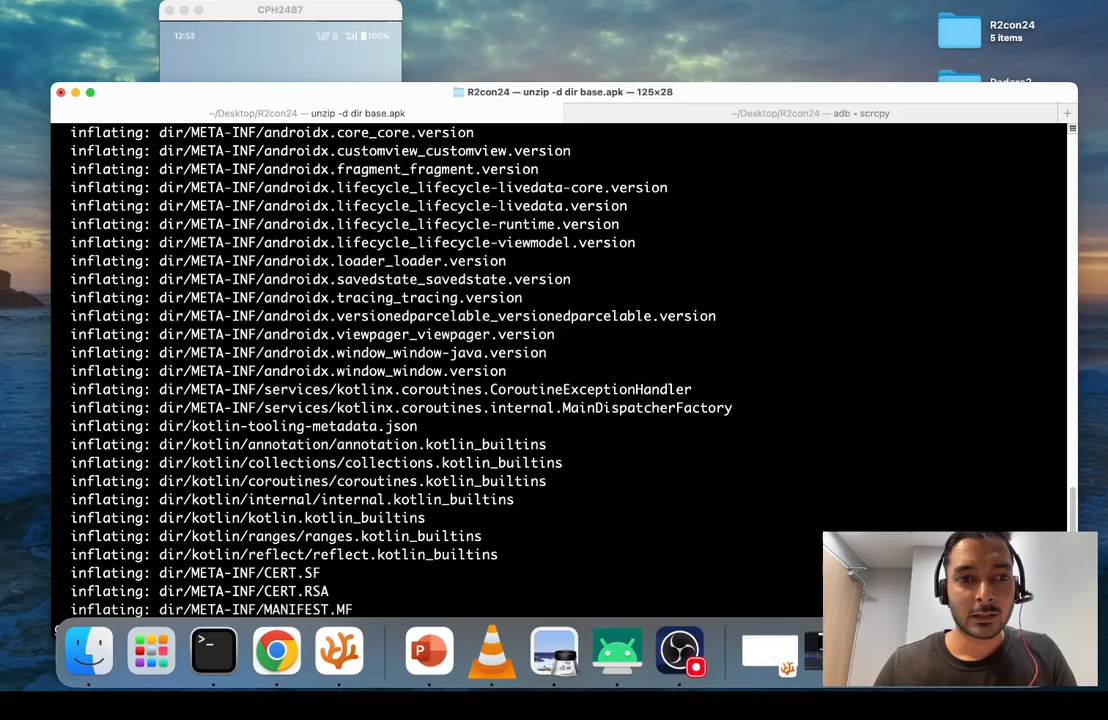 CPH2487
12:53
100%
R2con24
5 items
R2con24 — unzip -d dir base.apk — 125×28
~/Desktop/R2con24 — unzip -d dir base.apk
~/Desktop/R2con24 — adb • scrcpy
inflating: dir/META-INF/androidx.core_core.version
inflating: dir/META-INF/androidx.customview_customview.version
inflating: dir/META-INF/androidx.fragment_fragment.version
inflating: dir/META-INF/androidx.lifecycle_lifecycle-livedata-core.version
inflating: dir/META-INF/androidx.lifecycle_lifecycle-livedata.version
inflating: dir/META-INF/androidx.lifecycle_lifecycle-runtime.version
inflating: dir/META-INF/androidx.lifecycle_lifecycle-viewmodel.version
inflating: dir/META-INF/androidx.loader_loader.version
inflating: dir/META-INF/androidx.savedstate_savedstate.version
inflating: dir/META-INF/androidx.tracing_tracing.version
inflating: dir/META-INF/androidx.versionedparcelable_versionedparcelable.version
inflating: dir/META-INF/androidx.viewpager_viewpager.version
inflating: dir/META-INF/androidx.window_window-java.version
inflating: dir/META-INF/androidx.window_window.version
inflating: dir/META-INF/services/kotlinx.coroutines.CoroutineExceptionHandler
inflating: dir/META-INF/services/kotlinx.coroutines.internal.MainDispatcherFactory
inflating: dir/kotlin-tooling-metadata.json
inflating: dir/kotlin/annotation/annotation.kotlin_builtins
inflating: dir/kotlin/collections/collections.kotlin_builtins
inflating: dir/kotlin/coroutines/coroutines.kotlin_builtins
inflating: dir/kotlin/internal/internal.kotlin_builtins
inflating: dir/kotlin/kotlin.kotlin_builtins
inflating: dir/kotlin/ranges/ranges.kotlin_builtins
inflating: dir/kotlin/reflect/reflect.kotlin_builtins
inflating: dir/META-INF/CERT.SF
inflating: dir/META-INF/CERT.RSA
inflating: dir/META-INF/MANIFEST.MF